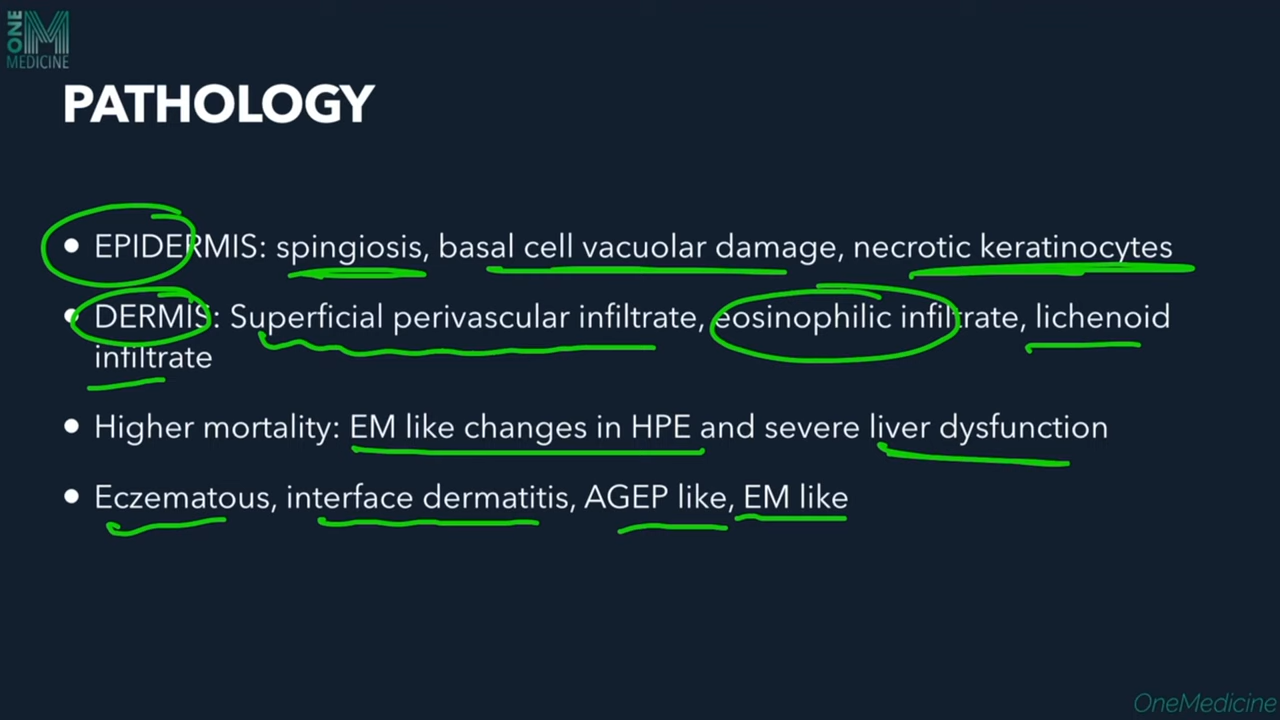 ONE
M
MEDICINE
PATHOLOGY
• EPIDERMIS: spingiosis, basal cell vacuolar damage, necrotic keratinocytes
• DERMIS: Superficial perivascular infiltrate, eosinophilic infiltrate, lichenoid
infiltrate
• Higher mortality: EM like changes in HPE and severe liver dysfunction
• Eczematous, interface dermatitis, AGEP like, EM like
OneMedicine